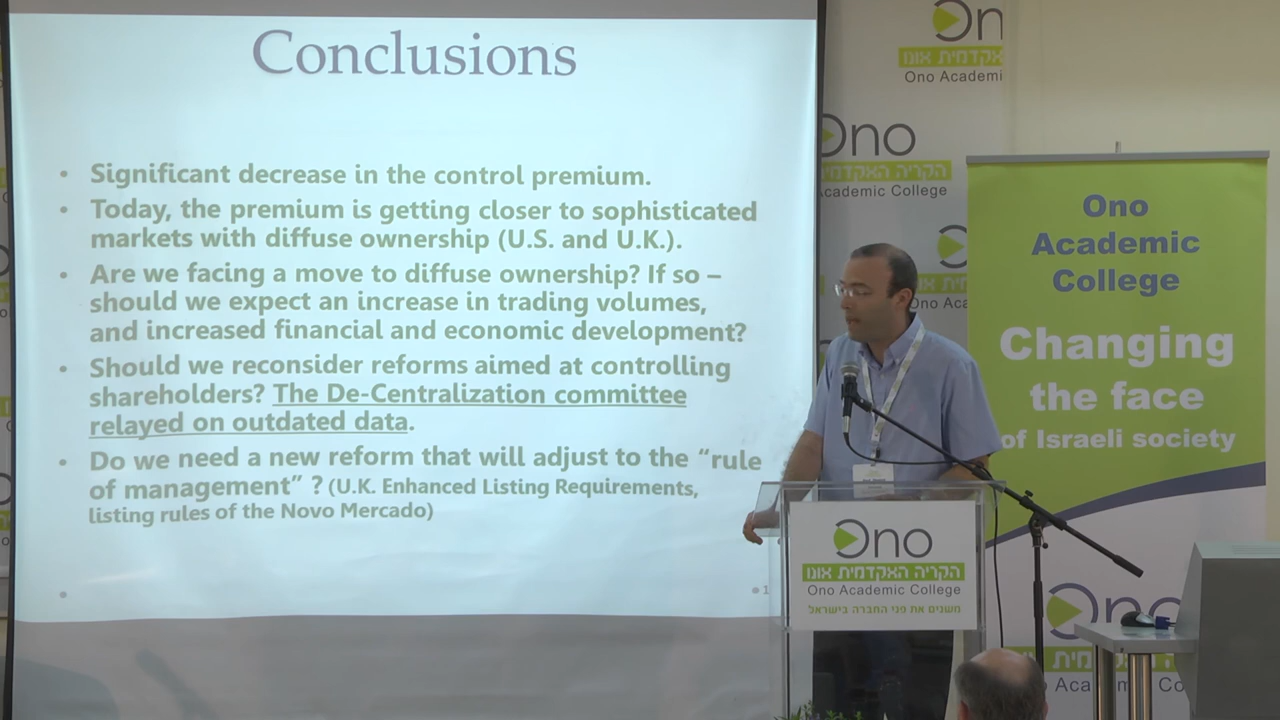 Conclusions
• Significant decrease in the control premium.
• Today, the premium is getting closer to sophisticated
markets with diffuse ownership (U.S. and U.K.).
• Are we facing a move to diffuse ownership? If so –
should we expect an increase in trading volumes,
and increased financial and economic development?
• Should we reconsider reforms aimed at controlling
shareholders? The De-Centralization committee
relayed on outdated data.
• Do we need a new reform that will adjust to the “rule
of management” ? (U.K. Enhanced Listing Requirements,
listing rules of the Novo Mercado)
On
אקדמית אונו
Ono Academi
Ono
הקריה האקדמית
cademic College
Ono Academic
Ono
Academic
College
Changing
the face
of Israeli society
Ono
הקריה האקדמית אונו
Ono Academic College
משנים את פני החברה בישראל
Ono